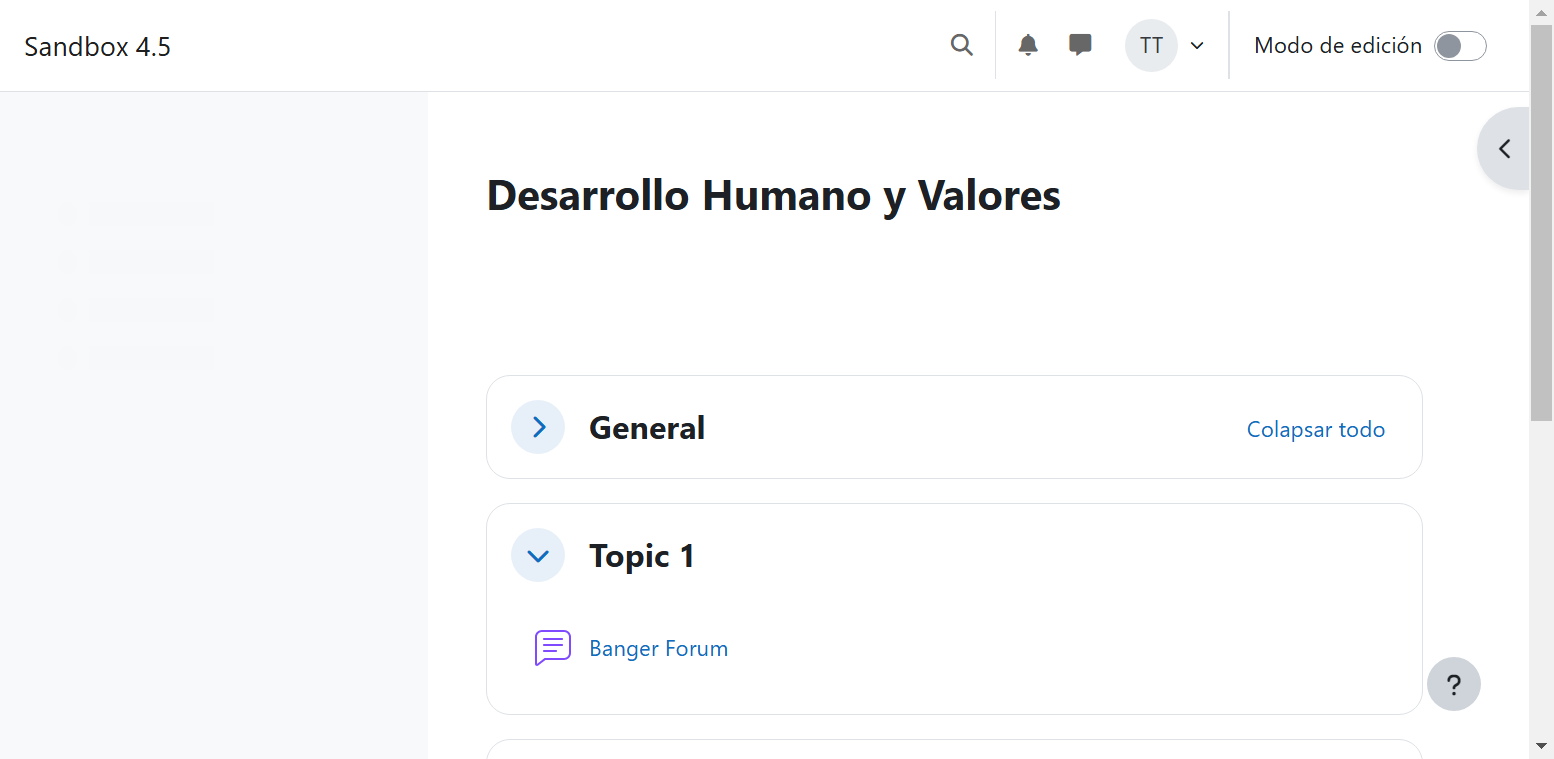 Sandbox 4.5
TT
Modo de edición
Desarrollo Humano y Valores
General
Colapsar todo
Topic 1
Banger Forum
?